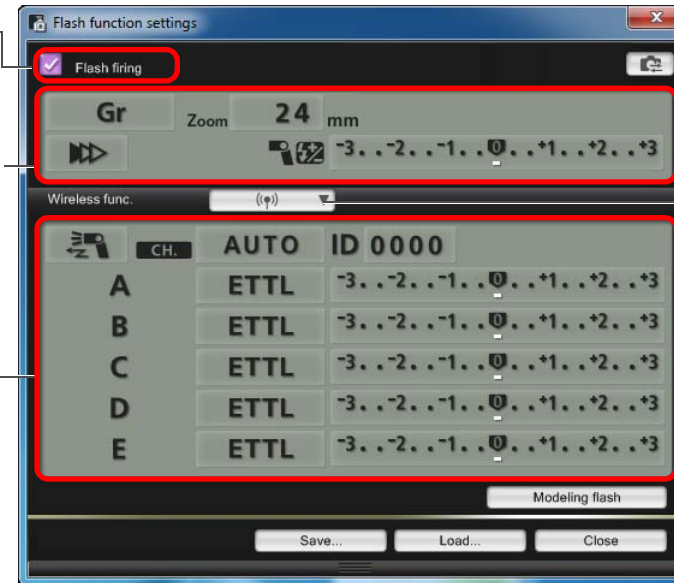 Flash function settings
Flash firing
Gr Zoom 24 mm
-3..-2..-1..0..+1..+2..+3
Wireless func.
CH. AUTO ID 0000
A ETTL -3..-2..-1..0..+1..+2..+3
B ETTL -3..-2..-1..0..+1..+2..+3
C ETTL -3..-2..-1..0..+1..+2..+3
D ETTL -3..-2..-1..0..+1..+2..+3
E ETTL -3..-2..-1..0..+1..+2..+3
Modeling flash
Save... Load... Close